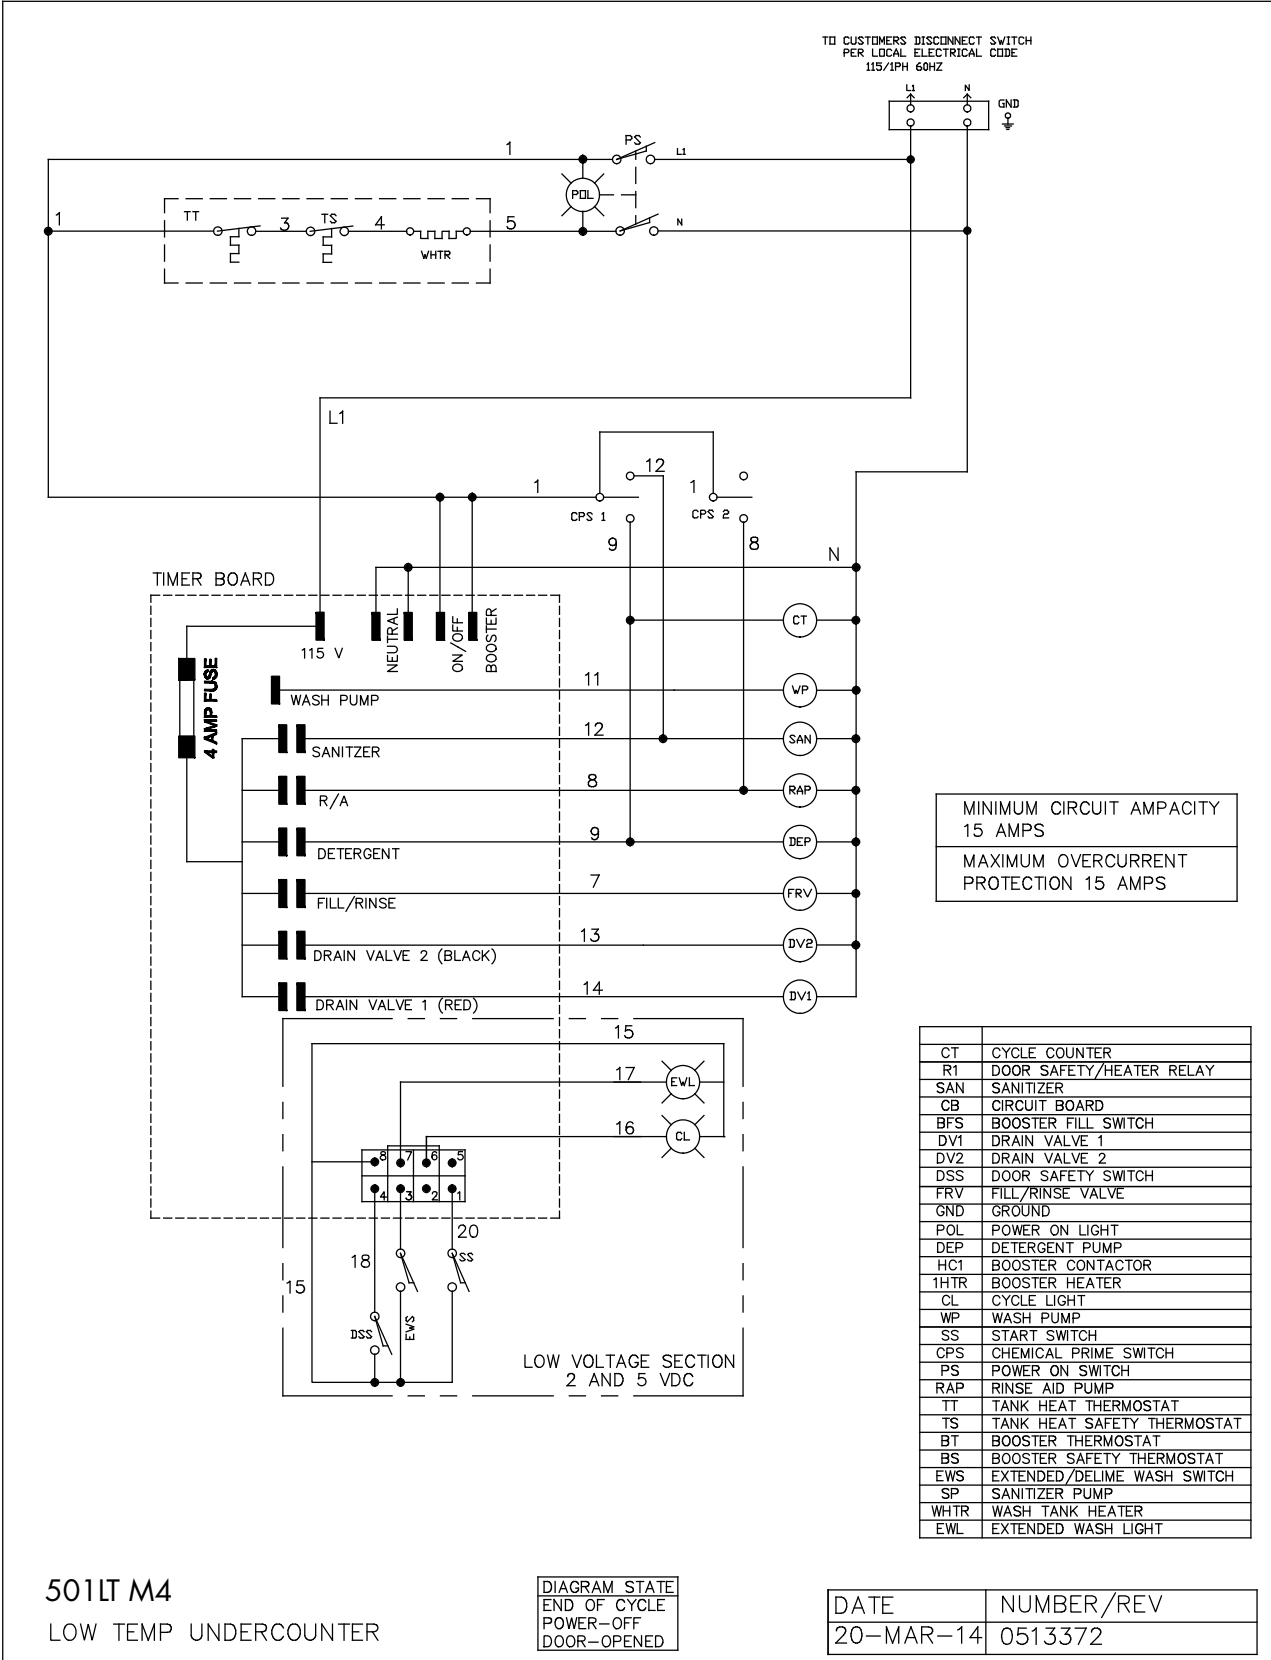 TO CUSTOMERS DISCONNECT SWITCH
PER LOCAL ELECTRICAL CODE
115/1PH 60HZ
L1 N
GND
1 PS L1
POL
1 TT 3 TS 4 5 N
WHTR
L1
12
1 1
CPS 1 CPS 2
9 8
N
TIMER BOARD
CT
115 V
NEUTRAL
ON/OFF
BOOSTER
4 AMP FUSE
11 WP
WASH PUMP
12 SAN
SANITZER
8 RAP
R/A
9 DEP
DETERGENT
7 FRV
FILL/RINSE
13 DV2
DRAIN VALVE 2 (BLACK)
14 DV1
DRAIN VALVE 1 (RED)
15
17 EWL
16 CL
8 7 6 5
4 3 2 1
20
18 SS
15
DSS EWS
LOW VOLTAGE SECTION
2 AND 5 VDC
MINIMUM CIRCUIT AMPACITY
15 AMPS
MAXIMUM OVERCURRENT
PROTECTION 15 AMPS
CT CYCLE COUNTER
R1 DOOR SAFETY/HEATER RELAY
SAN SANITIZER
CB CIRCUIT BOARD
BFS BOOSTER FILL SWITCH
DV1 DRAIN VALVE 1
DV2 DRAIN VALVE 2
DSS DOOR SAFETY SWITCH
FRV FILL/RINSE VALVE
GND GROUND
POL POWER ON LIGHT
DEP DETERGENT PUMP
HC1 BOOSTER CONTACTOR
1HTR BOOSTER HEATER
CL CYCLE LIGHT
WP WASH PUMP
SS START SWITCH
CPS CHEMICAL PRIME SWITCH
PS POWER ON SWITCH
RAP RINSE AID PUMP
TT TANK HEAT THERMOSTAT
TS TANK HEAT SAFETY THERMOSTAT
BT BOOSTER THERMOSTAT
BS BOOSTER SAFETY THERMOSTAT
EWS EXTENDED/DELIME WASH SWITCH
SP SANITIZER PUMP
WHTR WASH TANK HEATER
EWL EXTENDED WASH LIGHT
501LT M4
LOW TEMP UNDERCOUNTER
DIAGRAM STATE
END OF CYCLE
POWER-OFF
DOOR-OPENED
DATE NUMBER/REV
20-MAR-14 0513372